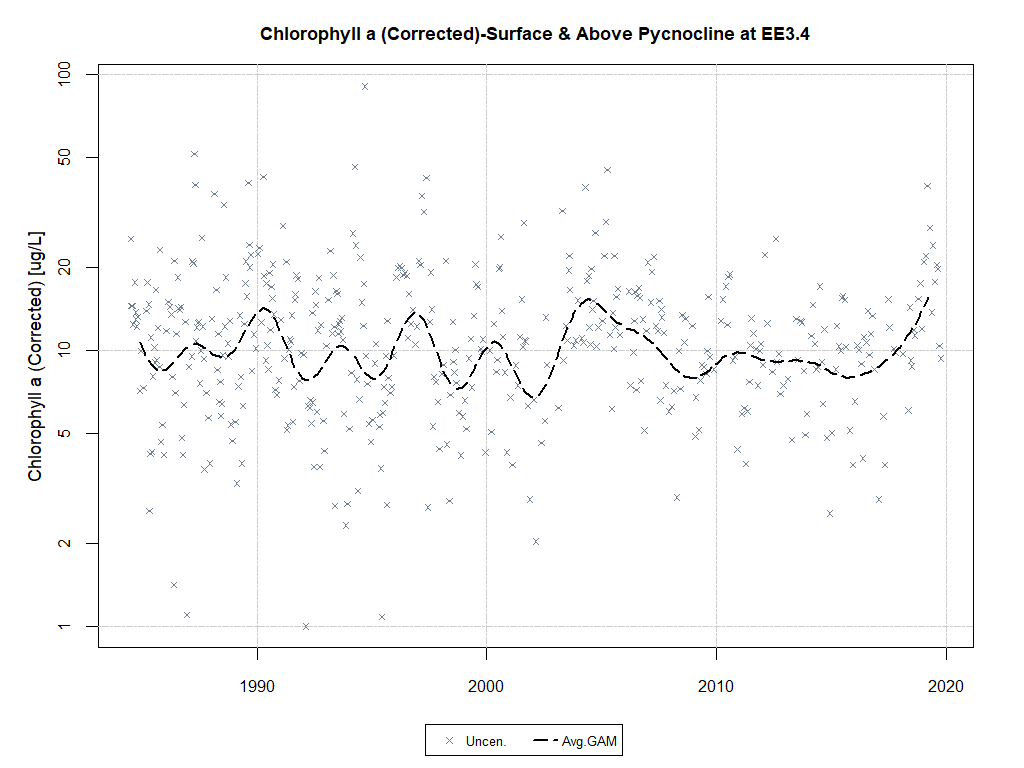 Chlorophyll a (Corrected)-Surface & Above Pycnocline at EE3.4
Chlorophyll a (Corrected) [ug/L]
100
50
20
10
5
2
1
1990 2000 2010 2020
Uncen. Avg.GAM